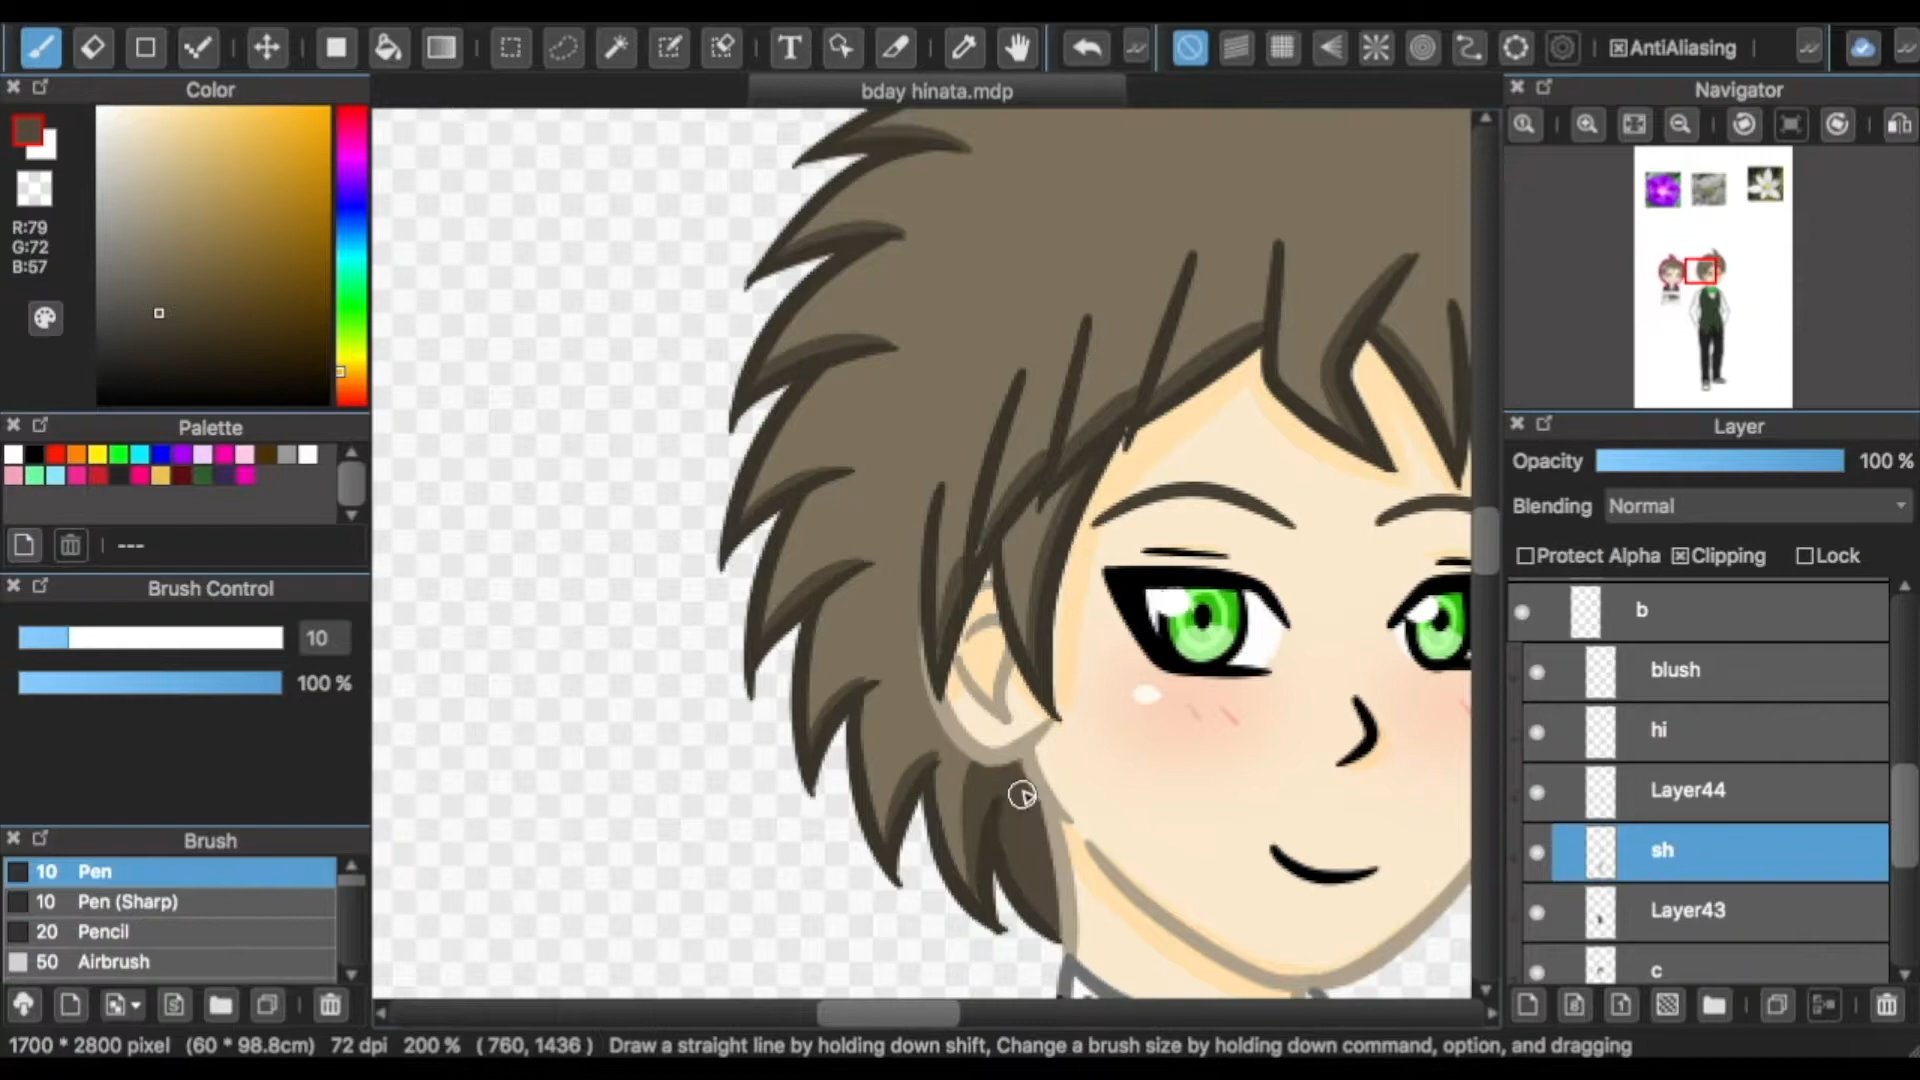 AntiAliasing
Color
bday hinata.mdp
Navigator
R:79
G:72
B:57
Palette
---
Brush Control
10
100 %
Brush
10 Pen
10 Pen (Sharp)
20 Pencil
50 Airbrush
Layer
Opacity 100 %
Blending Normal
Protect Alpha Clipping Lock
b
blush
hi
Layer44
sh
Layer43
c
1700 * 2800 pixel (60 * 98.8cm) 72 dpi 200 % ( 760, 1436 ) Draw a straight line by holding down shift, Change a brush size by holding down command, option, and dragging